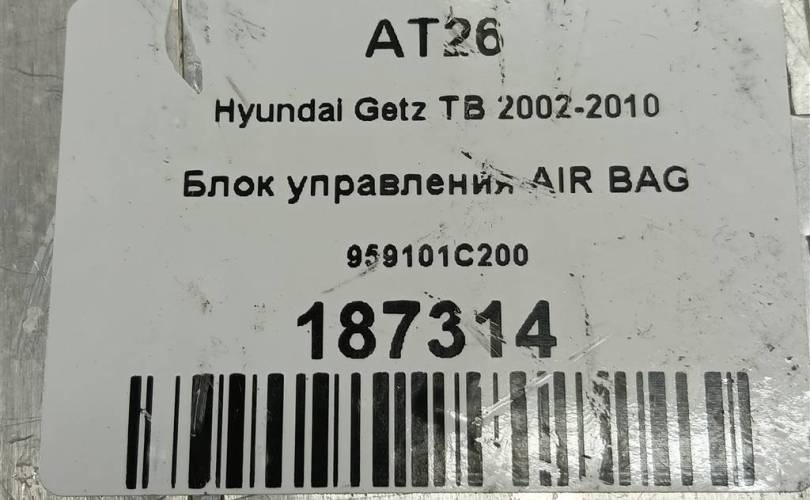 AT26
Hyundai Getz TB 2002-2010
Блок управления AIR BAG
959101C200
187314